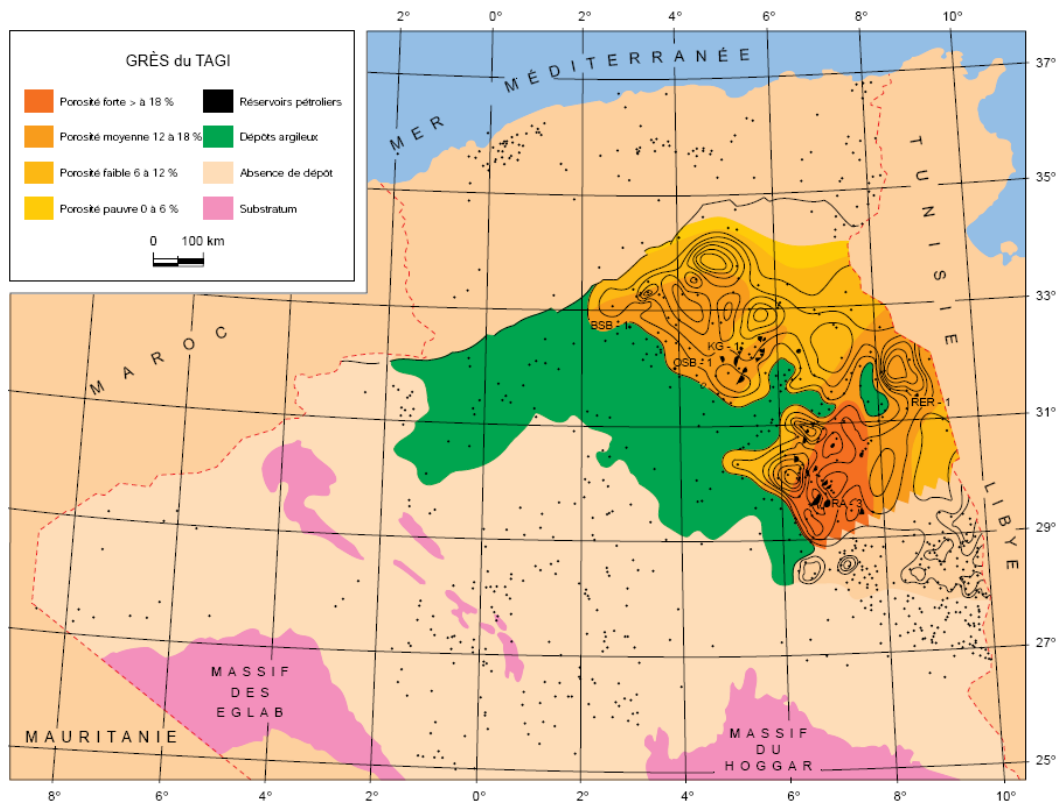 2° 0° 2° 4° 6° 8° 10°
GRÈS du TAGI
Porosité forte > à 18 %
Porosité moyenne 12 à 18 %
Porosité faible 6 à 12 %
Porosité pauvre 0 à 6 %
Réservoirs pétroliers
Dépôts argileux
Absence de dépôt
Substratum
0 100 km
MER MÉDITERRANÉE
TUNISIE
LIBYE
MAROC
MAURITANIE
37°
35°
33°
31°
29°
27°
25°
BSB - 1
KG - 1
OSB - 1
RER - 1
RA - 3
MASSIF
DES
EGLAB
MASSIF
DU
HOGGAR
8° 6° 4° 2° 0° 2° 4° 6° 8° 10°